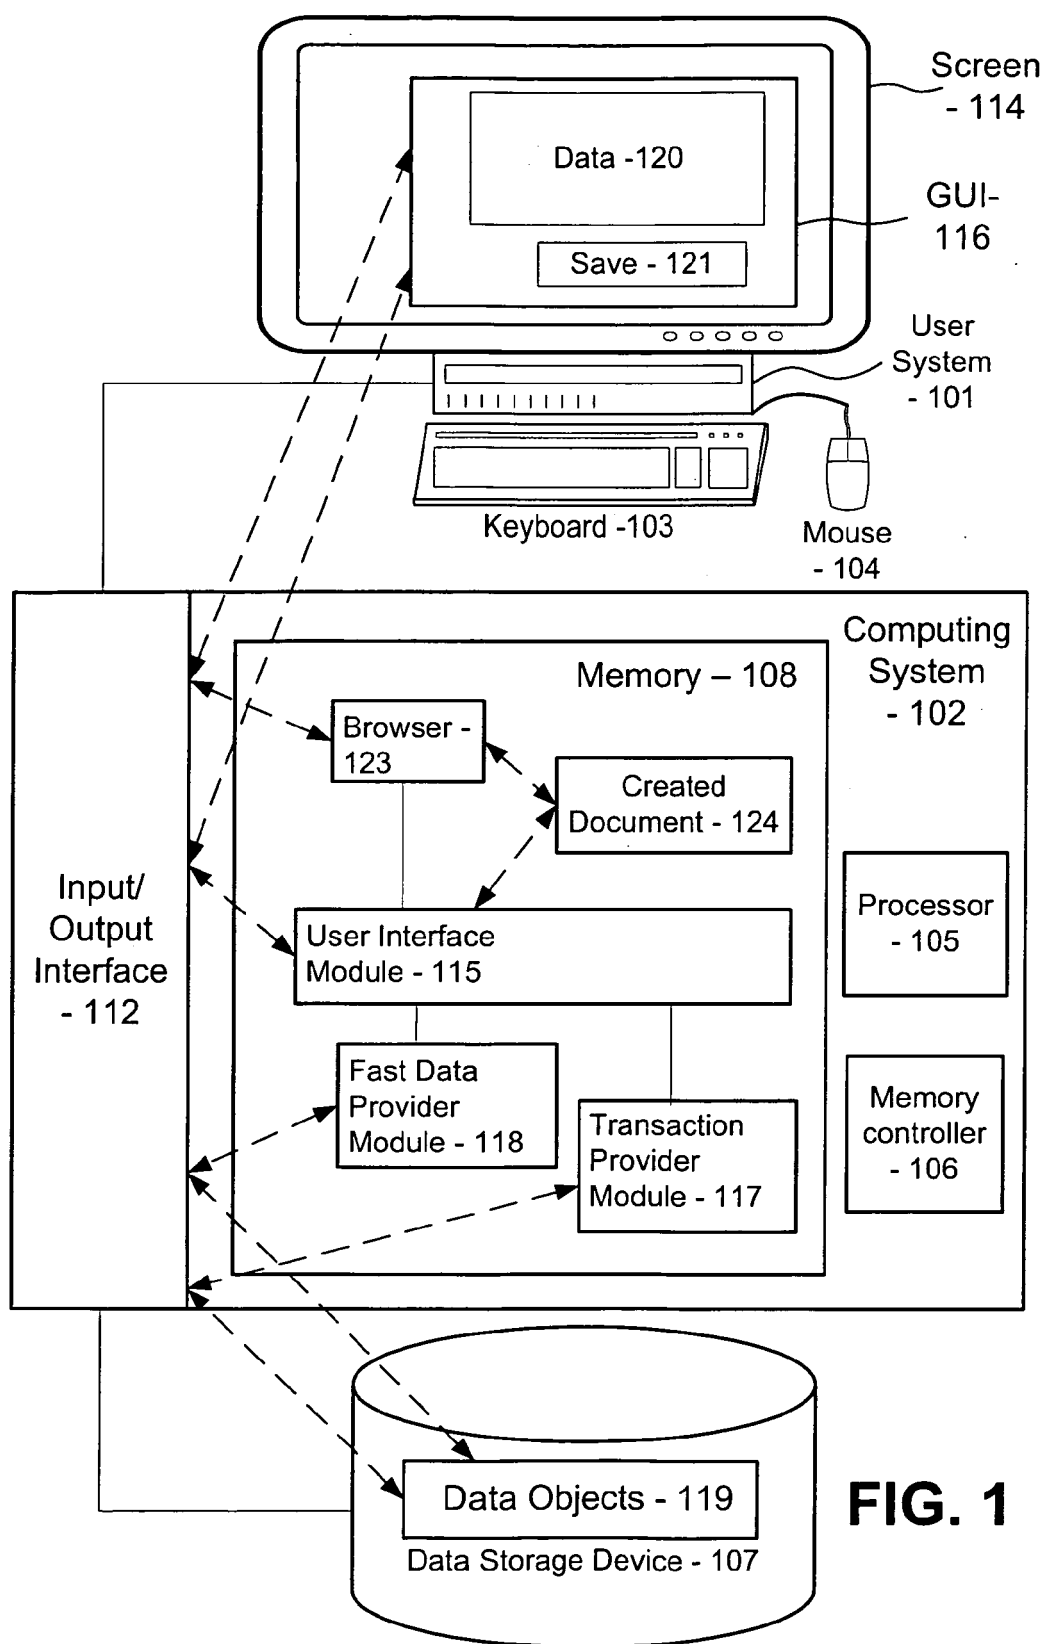 Screen
- 114
Data -120
GUI-
116
Save - 121
User
System
- 101
Keyboard -103
Mouse
- 104
Computing
System
- 102
Memory – 108
Browser -
123
Created
Document - 124
Input/
Output
Interface
- 112
User Interface
Module - 115
Processor
- 105
Fast Data
Provider
Module - 118
Transaction
Provider
Module - 117
Memory
controller
- 106
Data Objects - 119
Data Storage Device - 107
FIG. 1